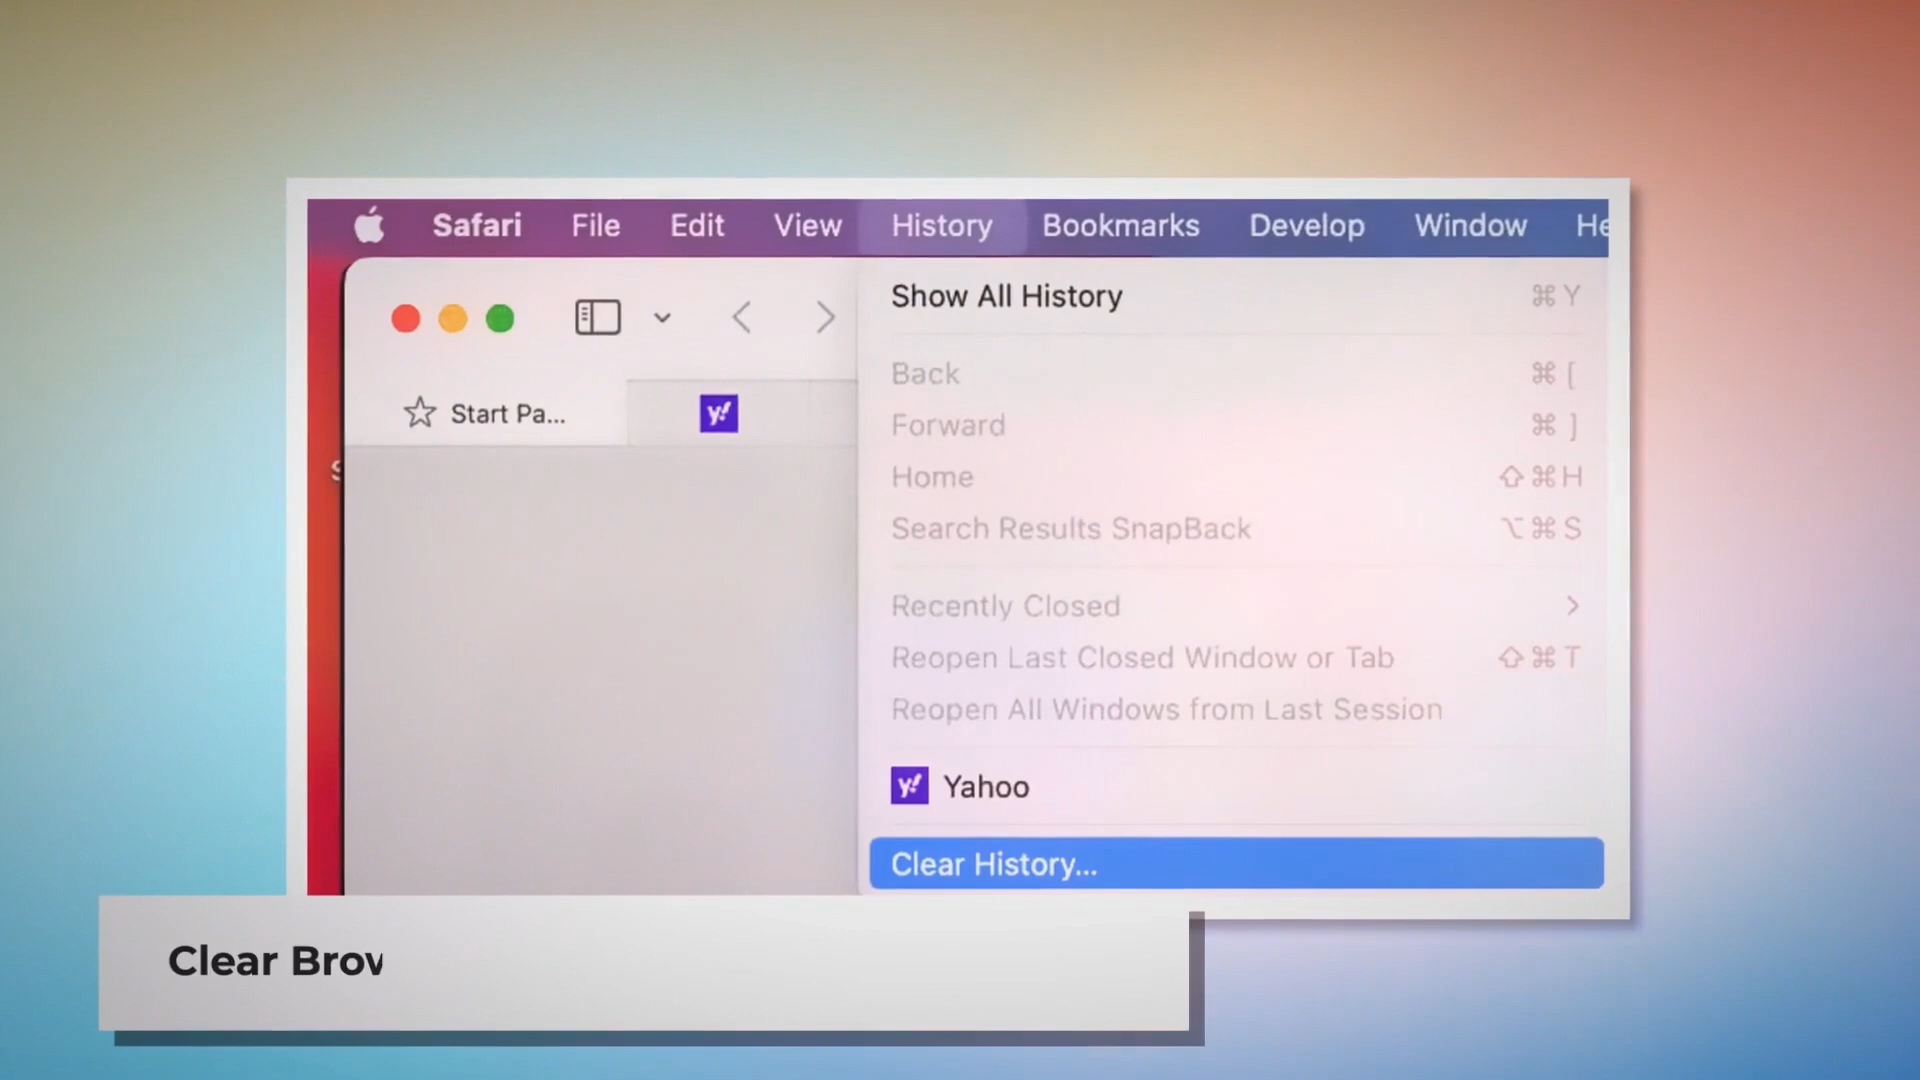 Safari File Edit View History Bookmarks Develop Window He
Show All History ⌘ Y
Back ⌘ [
Forward ⌘ ]
Home ⇧ ⌘ H
Search Results SnapBack ⌥ ⌘ S
Recently Closed
Reopen Last Closed Window or Tab ⇧ ⌘ T
Reopen All Windows from Last Session
y! Yahoo
Clear History...
Start Pa...
y!
S
Clear Brov